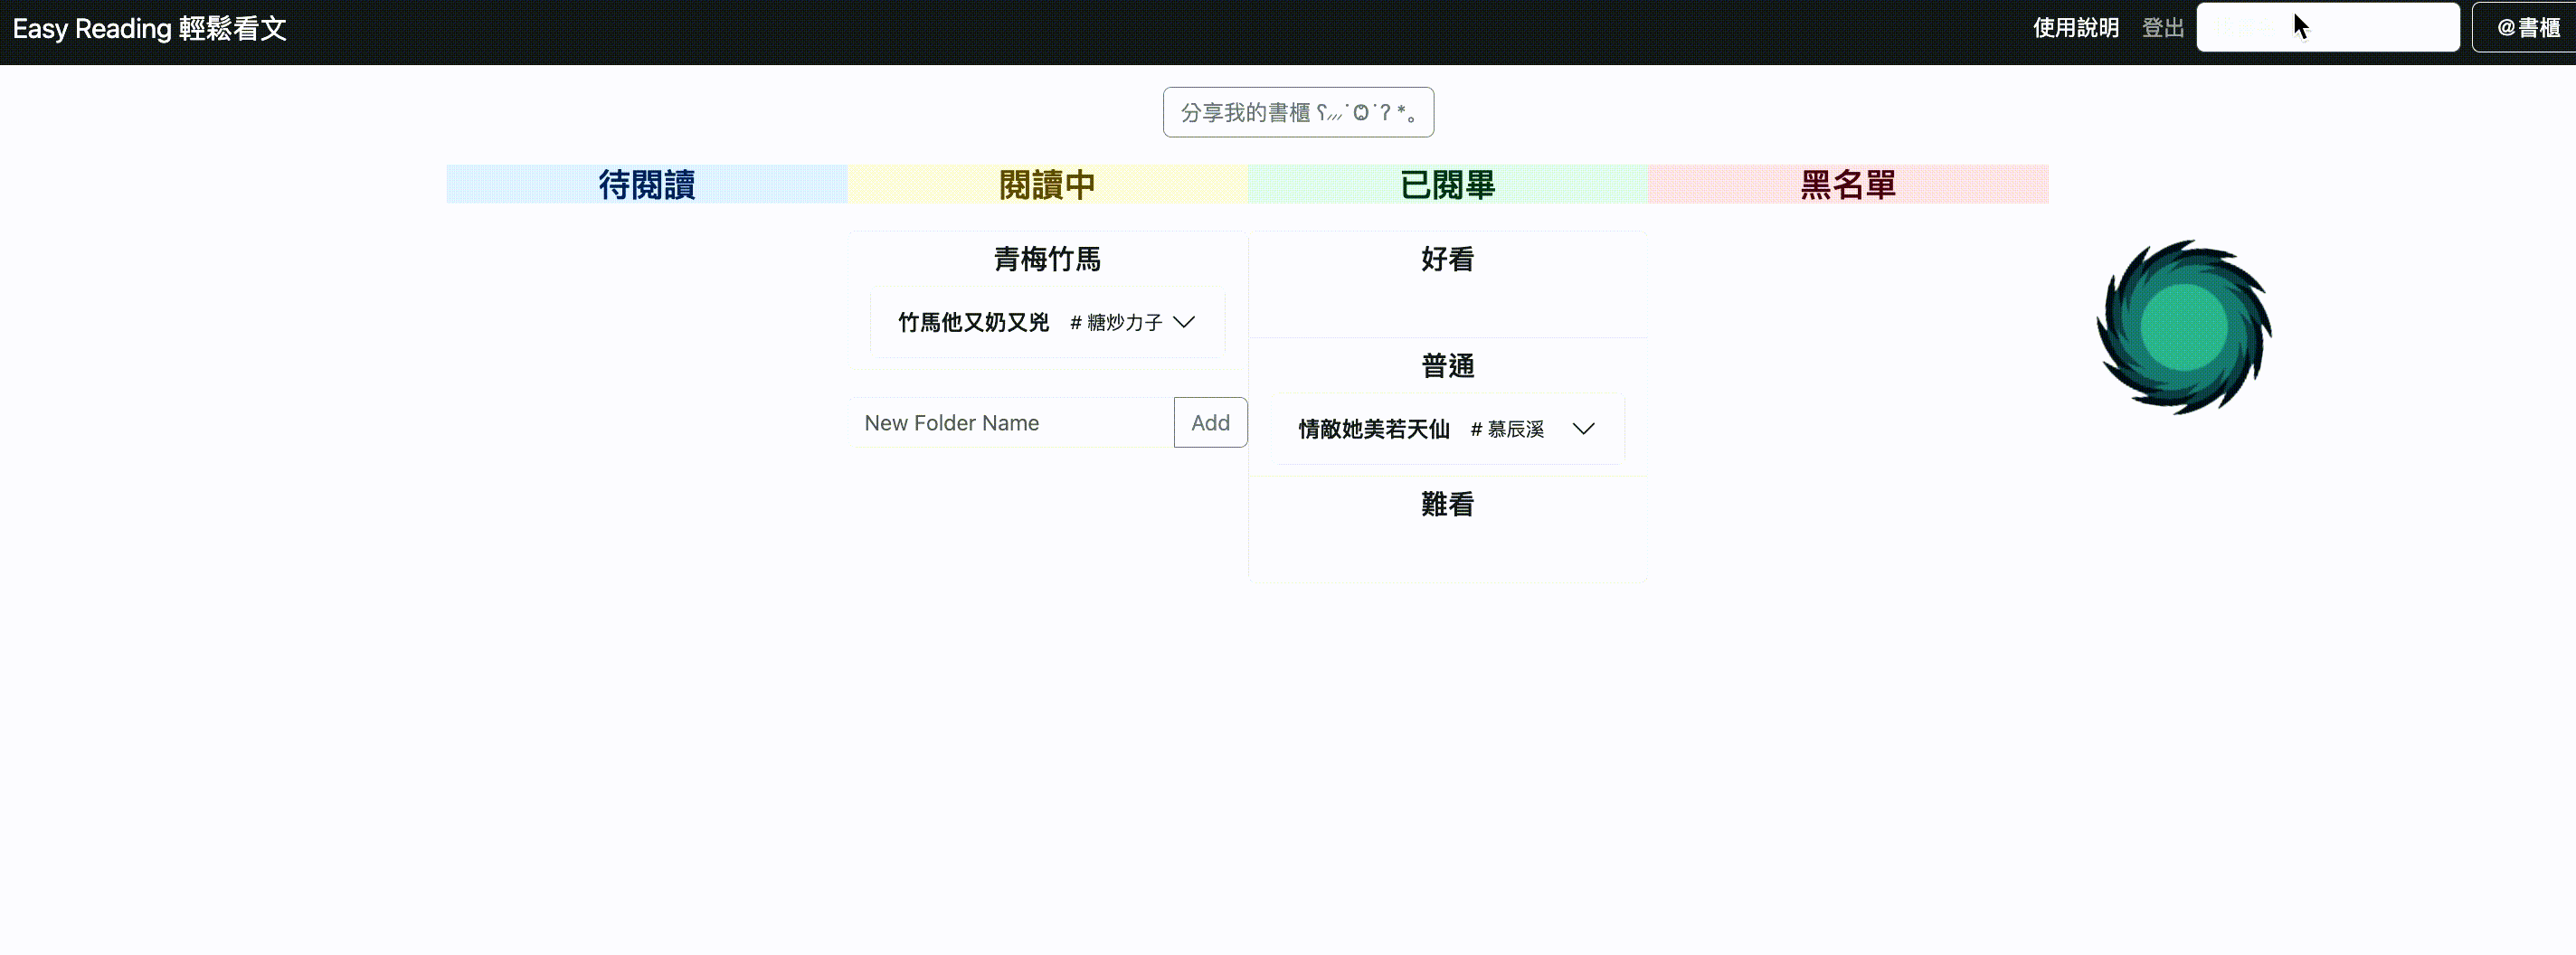 Easy Reading 輕鬆看文
使用說明 登出 @書櫃
分享我的書櫃 ʕ⸝⸝⸝˙Ⱉ˙ʔ *。
待閱讀 閱讀中 已閱畢 黑名單
青梅竹馬
竹馬他又奶又兇 # 糖炒力子
New Folder Name Add
好看
普通
情敵她美若天仙 # 慕辰溪
難看